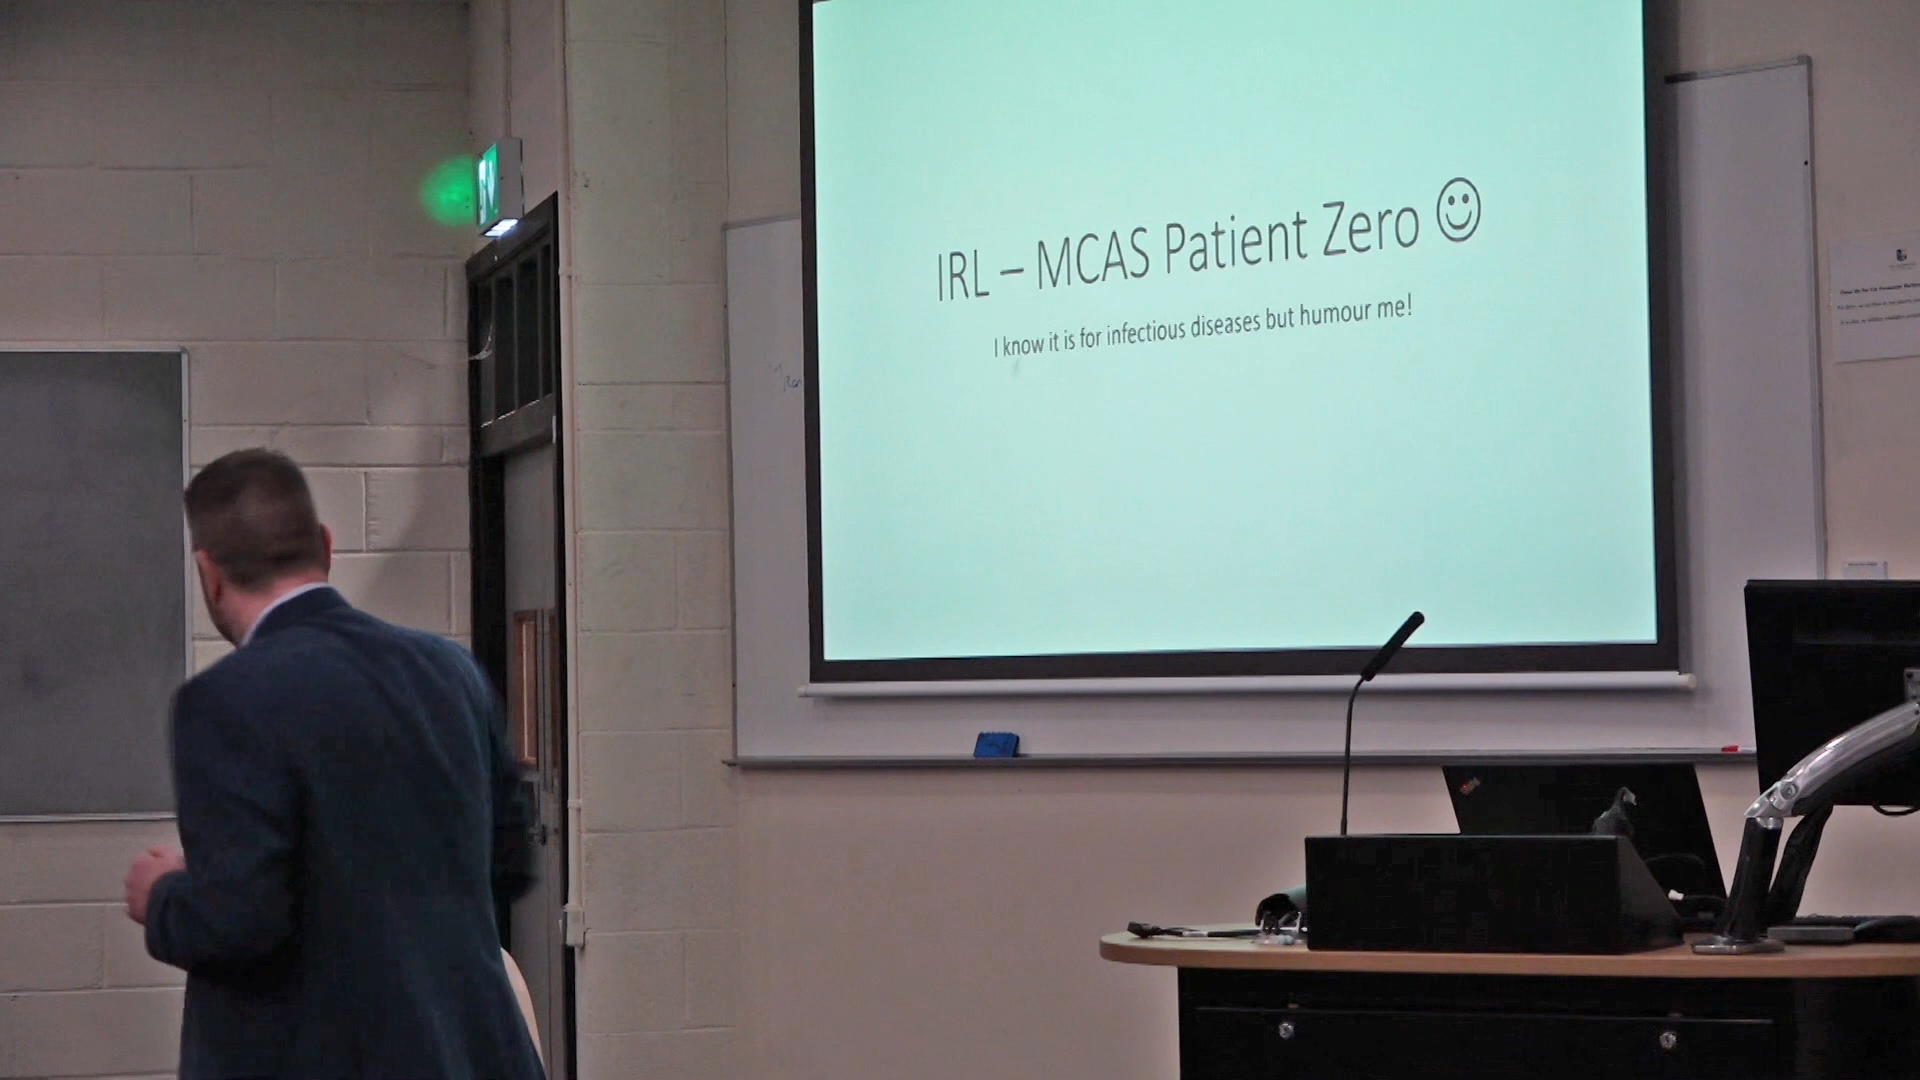 IRL – MCAS Patient Zero ☺
I know it is for infectious diseases but humour me!